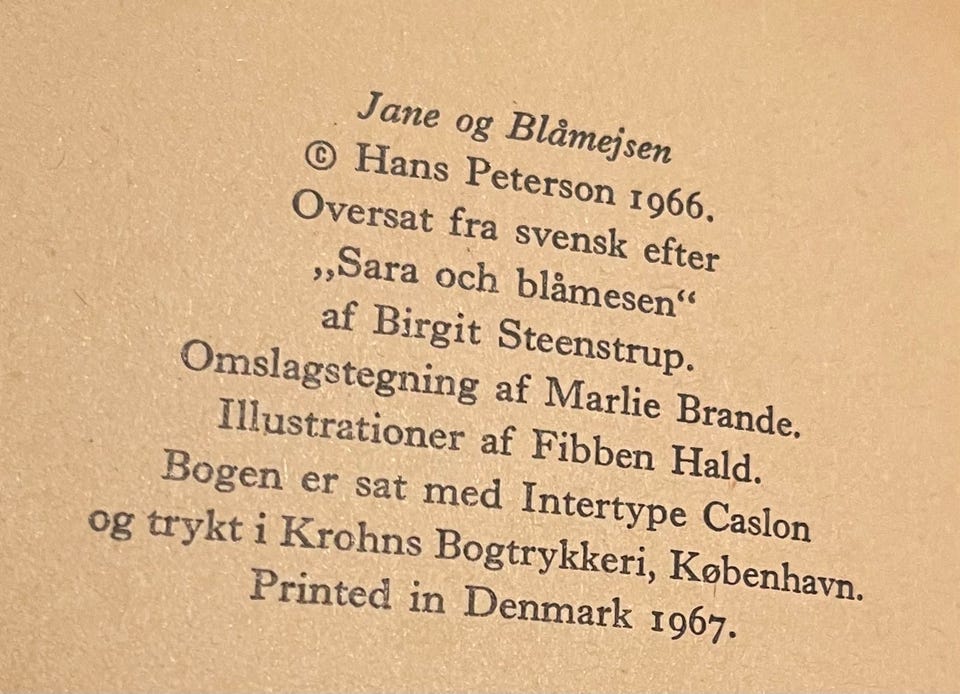 Jane og Blåmejsen
© Hans Peterson 1966.
Oversat fra svensk efter
„Sara och blåmesen“
af Birgit Steenstrup.
Omslagstegning af Marlie Brande.
Illustrationer af Fibben Hald.
Bogen er sat med Intertype Caslon
og trykt i Krohns Bogtrykkeri, København.
Printed in Denmark 1967.